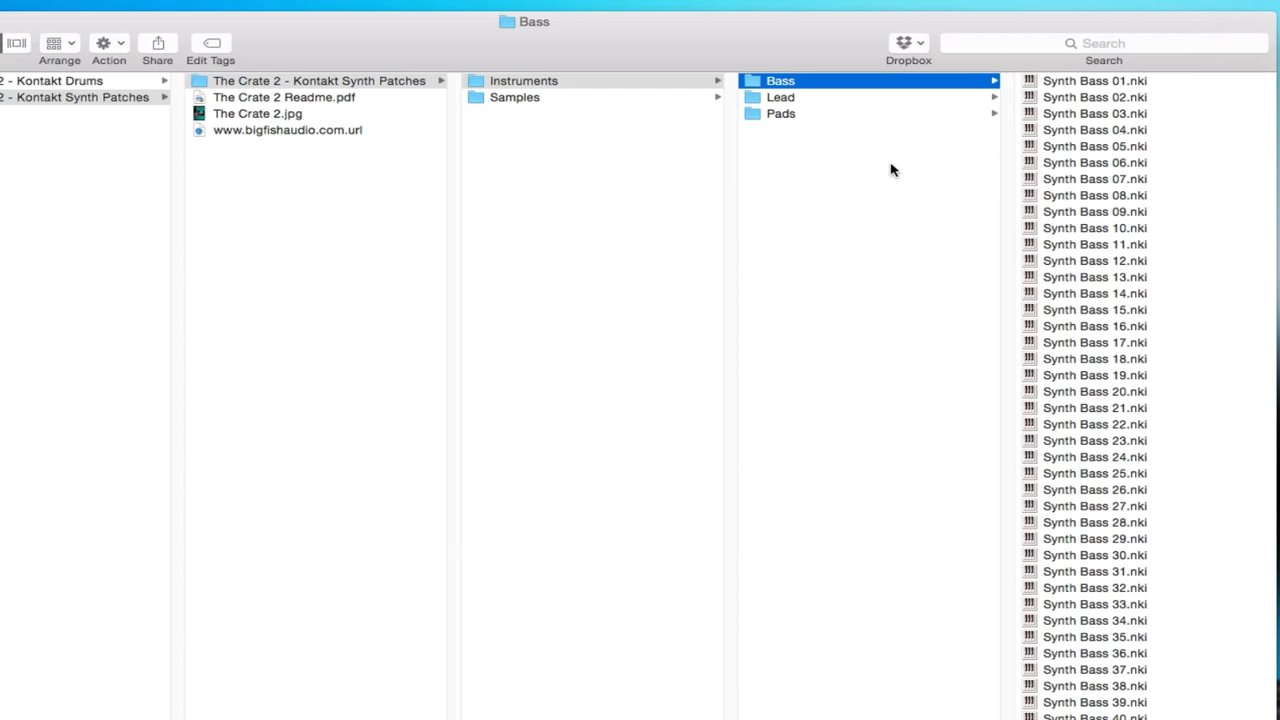 Bass
Arrange
Action
Share
Edit Tags
Dropbox
Search
Search
2 - Kontakt Drums
2 - Kontakt Synth Patches
The Crate 2 - Kontakt Synth Patches
The Crate 2 Readme.pdf
The Crate 2.jpg
www.bigfishaudio.com.url
Instruments
Samples
Bass
Lead
Pads
Synth Bass 01.nki
Synth Bass 02.nki
Synth Bass 03.nki
Synth Bass 04.nki
Synth Bass 05.nki
Synth Bass 06.nki
Synth Bass 07.nki
Synth Bass 08.nki
Synth Bass 09.nki
Synth Bass 10.nki
Synth Bass 11.nki
Synth Bass 12.nki
Synth Bass 13.nki
Synth Bass 14.nki
Synth Bass 15.nki
Synth Bass 16.nki
Synth Bass 17.nki
Synth Bass 18.nki
Synth Bass 19.nki
Synth Bass 20.nki
Synth Bass 21.nki
Synth Bass 22.nki
Synth Bass 23.nki
Synth Bass 24.nki
Synth Bass 25.nki
Synth Bass 26.nki
Synth Bass 27.nki
Synth Bass 28.nki
Synth Bass 29.nki
Synth Bass 30.nki
Synth Bass 31.nki
Synth Bass 32.nki
Synth Bass 33.nki
Synth Bass 34.nki
Synth Bass 35.nki
Synth Bass 36.nki
Synth Bass 37.nki
Synth Bass 38.nki
Synth Bass 39.nki
Synth Bass 40.nki